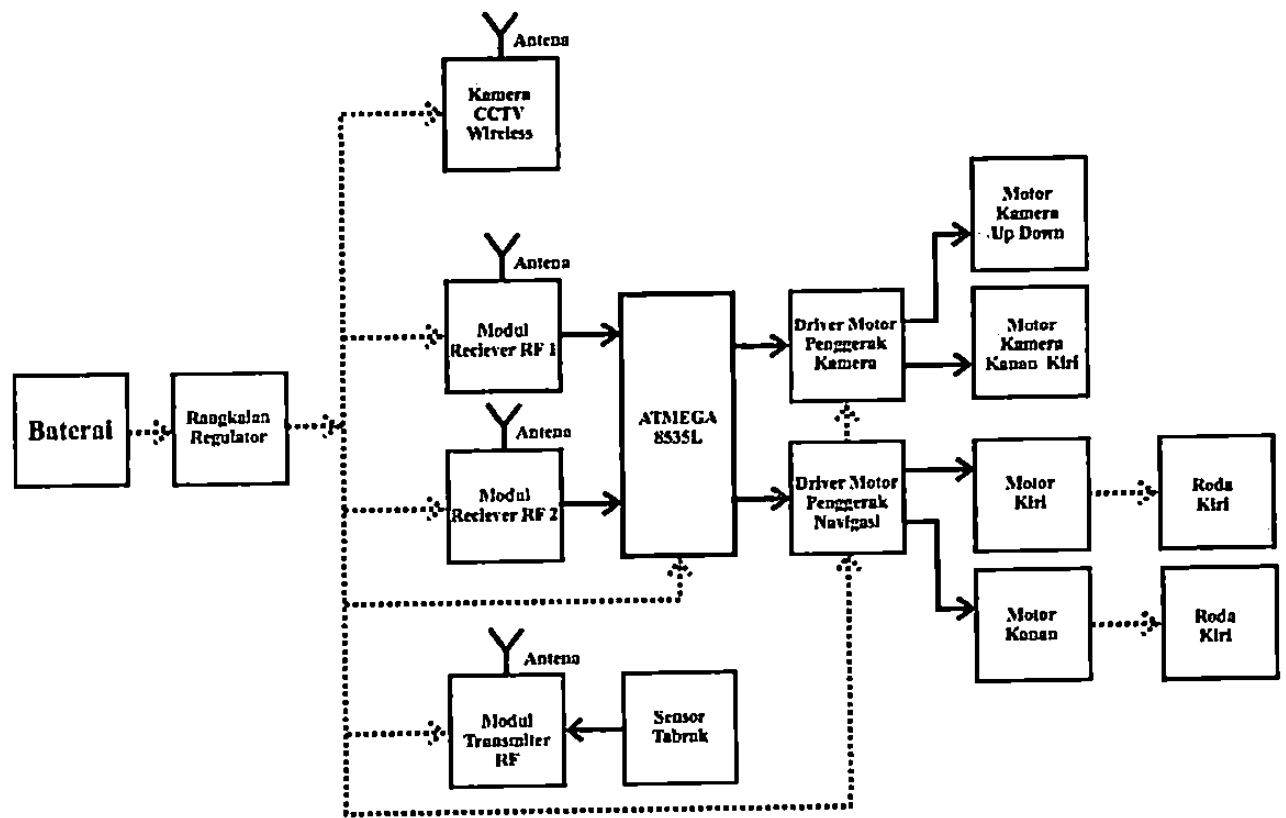 Antena
Kamera
CCTV
Wireless
Motor
Kamera
Up Down
Antena
Modul
Reciever RF 1
Driver Motor
Penggerak
Kamera
Motor
Kamera
Kanan Kiri
Baterai
Rangkaian
Regulator
ATMEGA
8535L
Antena
Modul
Reciever RF 2
Driver Motor
Penggerak
Navigasi
Motor
Kiri
Roda
Kiri
Motor
Kanan
Roda
Kiri
Antena
Modul
Transmiter
RF
Sensor
Tabrak